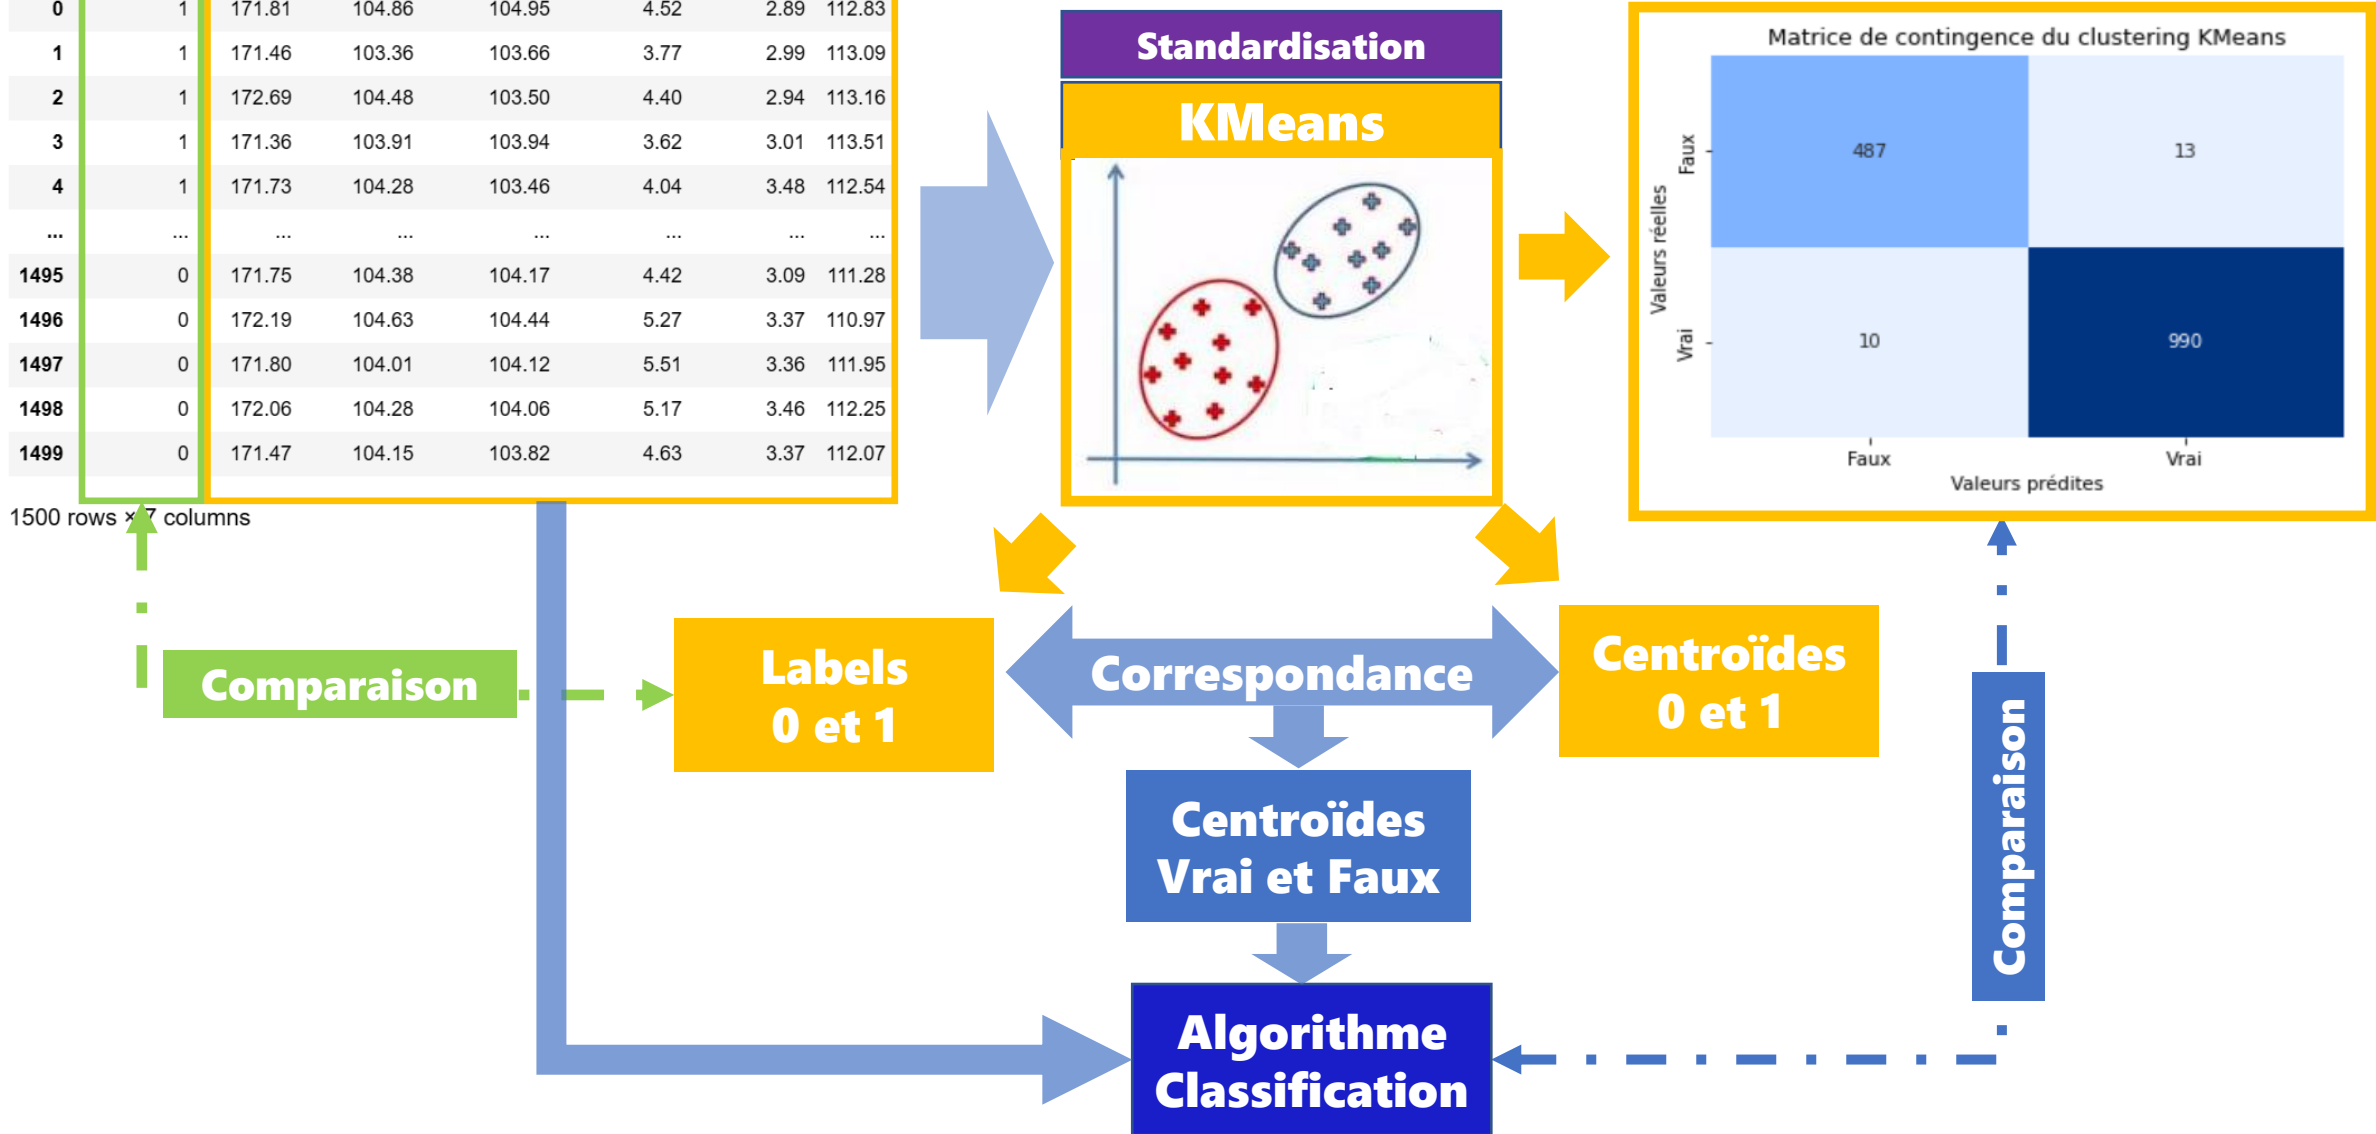 0 1 171.81 104.86 104.95 4.52 2.89 112.83
1 1 171.46 103.36 103.66 3.77 2.99 113.09
2 1 172.69 104.48 103.50 4.40 2.94 113.16
3 1 171.36 103.91 103.94 3.62 3.01 113.51
4 1 171.73 104.28 103.46 4.04 3.48 112.54
... ... ... ... ... ... ... ...
1495 0 171.75 104.38 104.17 4.42 3.09 111.28
1496 0 172.19 104.63 104.44 5.27 3.37 110.97
1497 0 171.80 104.01 104.12 5.51 3.36 111.95
1498 0 172.06 104.28 104.06 5.17 3.46 112.25
1499 0 171.47 104.15 103.82 4.63 3.37 112.07
1500 rows × 7 columns
Standardisation
KMeans
Matrice de contingence du clustering KMeans
Valeurs réelles
Faux
487 13
Vrai
10 990
Faux Vrai
Valeurs prédites
Comparaison
Labels
0 et 1
Correspondance
Centroïdes
0 et 1
Centroïdes
Vrai et Faux
Comparaison
Algorithme
Classification